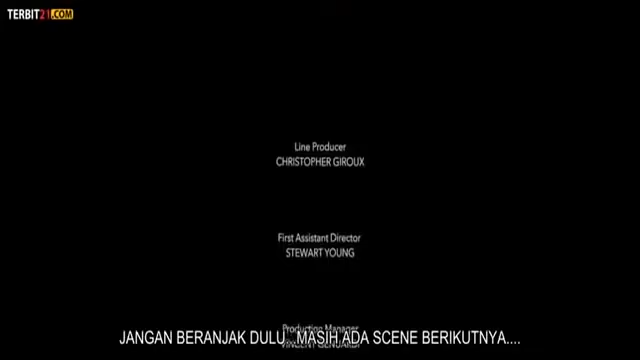 TERBIT21.COM
Line Producer
CHRISTOPHER GIROUX
First Assistant Director
STEWART YOUNG
Production Manager
JANGAN BERANJAK DULU.. MASIH ADA SCENE BERIKUTNYA....